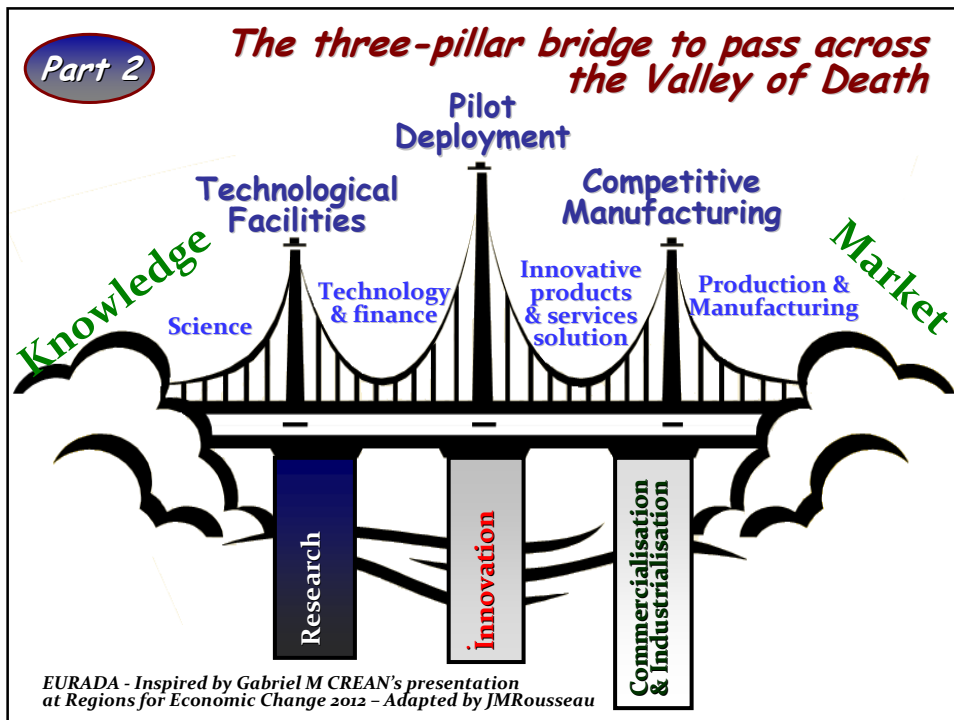 Part 2
The three-pillar bridge to pass across
the Valley of Death
Pilot
Deployment
Technological
Facilities
Competitive
Manufacturing
Knowledge
Market
Science
Technology
& finance
Innovative
products
& services
solution
Production &
Manufacturing
Research
Innovation
Commercialisation
& Industrialisation
EURADA - Inspired by Gabriel M CREAN's presentation
at Regions for Economic Change 2012 – Adapted by JMRousseau